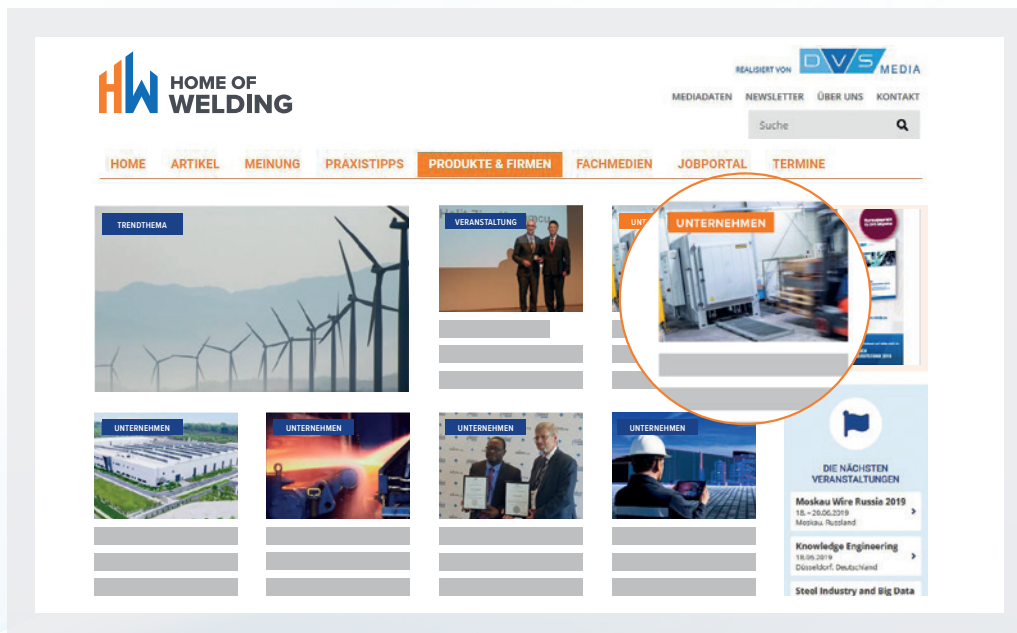 HW HOME OF
WELDING
REALISIERT VON DVS MEDIA
MEDIADATEN NEWSLETTER ÜBER UNS KONTAKT
Suche
HOME ARTIKEL MEINUNG PRAXISTIPPS PRODUKTE & FIRMEN FACHMEDIEN JOBPORTAL TERMINE
TRENDTHEMA
VERANSTALTUNG
UNT
UNTERNEHMEN
UNTERNEHMEN
UNTERNEHMEN
UNTERNEHMEN
UNTERNEHMEN
DIE NÄCHSTEN
VERANSTALTUNGEN
Moskau Wire Russia 2019
18. – 20.06.2019
Moskau, Russland
Knowledge Engineering
18.06.2019
Düsseldorf, Deutschland
Steel Industry and Big Data